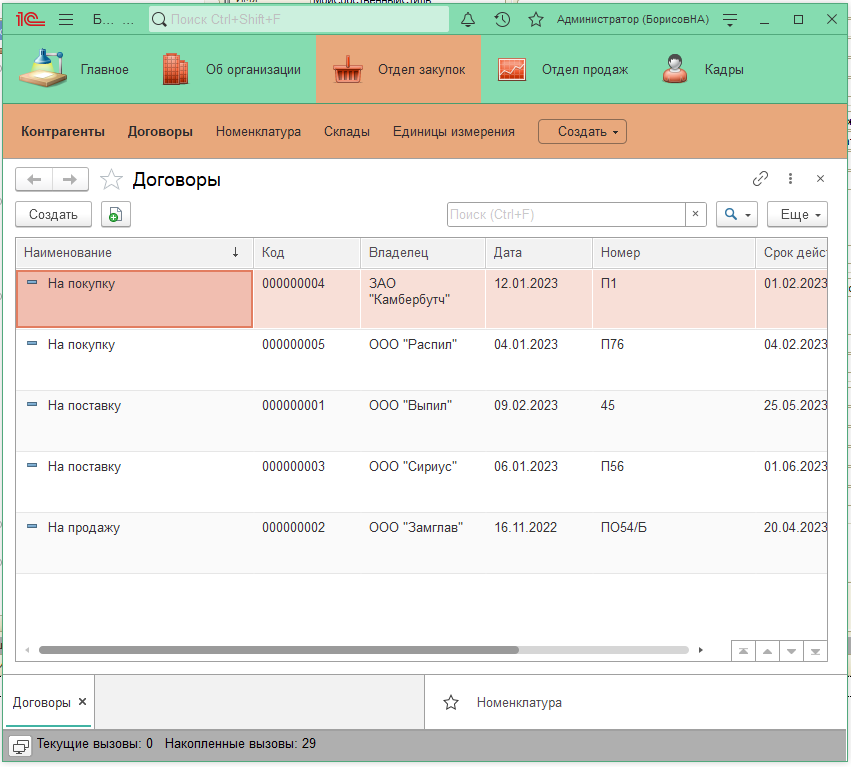 1С Б... ... Поиск Ctrl+Shift+F Администратор (БорисовНА)
Главное Об организации Отдел закупок Отдел продаж Кадры
Контрагенты Договоры Номенклатура Склады Единицы измерения Создать
Договоры
Создать Поиск (Ctrl+F) × Еще
Наименование ↓ Код Владелец Дата Номер Срок дейс
На покупку 000000004 ЗАО 12.01.2023 П1 01.02.2023
"Камбербутч"
На покупку 000000005 ООО "Распил" 04.01.2023 П76 04.02.2023
На поставку 000000001 ООО "Выпил" 09.02.2023 45 25.05.2023
На поставку 000000003 ООО "Сириус" 06.01.2023 П56 01.06.2023
На продажу 000000002 ООО "Замглав" 16.11.2022 ПО54/Б 20.04.2023
Договоры × Номенклатура
Текущие вызовы: 0 Накопленные вызовы: 29